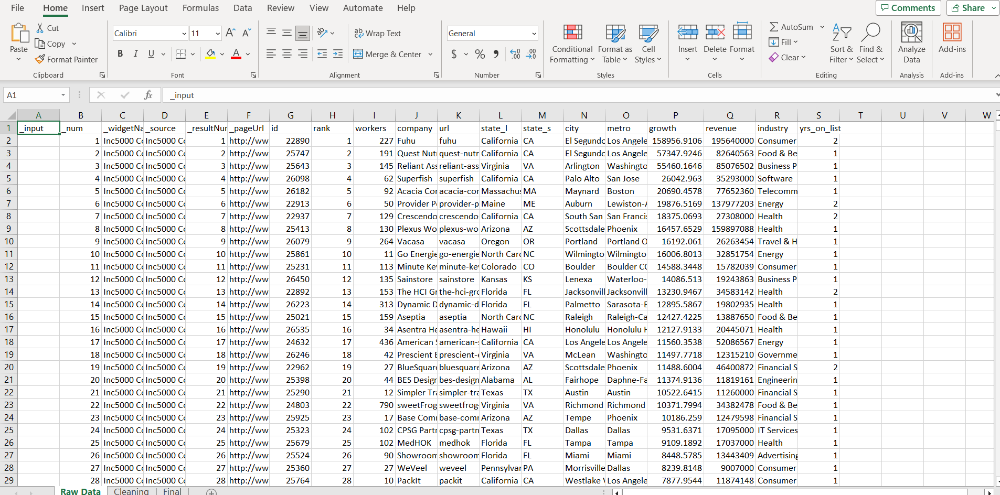 File Home Insert Page Layout Formulas Data Review View Automate Help Comments Share
Paste Cut Copy Format Painter Clipboard
Calibri 11 A A B I U A Font
ab Wrap Text Merge & Center Alignment
General $ % Number
Conditional Formatting Format as Table Cell Styles Styles
Insert Delete Format Cells
AutoSum Fill Clear Sort & Filter Find & Select Editing
Analyze Data Analysis
Add-ins Add-ins
A1 fx _input
A B C D E F G H I J K L M N O P Q R S T U V W
1 _input _num _widgetNa _source _resultNur _pageUrl id rank workers company url state_l state_s city metro growth revenue industry yrs_on_list
2 1 Inc5000 Co Inc5000 Co 1 http://ww 22890 1 227 Fuhu fuhu California CA El Segundo Los Angele 158956.9106 195640000 Consumer 2
3 2 Inc5000 Co Inc5000 Co 2 http://ww 25747 2 191 Quest Nutr quest-nutr California CA El Segundo Los Angele 57347.9246 82640563 Food & Be 1
4 3 Inc5000 Co Inc5000 Co 3 http://ww 25643 3 145 Reliant Ass reliant-ass Virginia VA Arlington Washingto 55460.1646 85076502 Business P 1
5 4 Inc5000 Co Inc5000 Co 4 http://ww 26098 4 62 Superfish superfish California CA Palo Alto San Jose 26042.963 35293000 Software 1
6 5 Inc5000 Co Inc5000 Co 5 http://ww 26182 5 92 Acacia Cor acacia-cor Massachus MA Maynard Boston 20690.4578 77652360 Telecomm 1
7 6 Inc5000 Co Inc5000 Co 6 http://ww 22913 6 50 Provider P provider-p Maine ME Auburn Lewiston-A 19876.5169 137977203 Energy 2
8 7 Inc5000 Co Inc5000 Co 7 http://ww 22937 7 129 Crescendo crescendo California CA South San San Francis 18375.0693 27308000 Health 2
9 8 Inc5000 Co Inc5000 Co 8 http://ww 25413 8 130 Plexus Wo plexus-wo Arizona AZ Scottsdale Phoenix 16457.6529 159897088 Health 1
10 9 Inc5000 Co Inc5000 Co 9 http://ww 26079 9 264 Vacasa vacasa Oregon OR Portland Portland O 16192.061 26263454 Travel & H 1
11 10 Inc5000 Co Inc5000 Co 10 http://ww 25861 10 11 Go Energie go-energie North Carc NC Wilmingto Wilmingto 16006.8013 32851754 Energy 1
12 11 Inc5000 Co Inc5000 Co 11 http://ww 25231 11 113 Minute Key minute-key Colorado CO Boulder Boulder CO 14588.3448 15782039 Consumer 1
13 12 Inc5000 Co Inc5000 Co 12 http://ww 26450 12 135 Sainstore sainstore Kansas KS Lenexa Waterloo- 14086.513 19243863 Business P 1
14 13 Inc5000 Co Inc5000 Co 13 http://ww 22892 13 153 The HCI Gr the-hci-gro Florida FL Jacksonvill Jacksonvill 13230.9467 34583142 Health 2
15 14 Inc5000 Co Inc5000 Co 14 http://ww 26223 14 313 Dynamic D dynamic-d Florida FL Palmetto Sarasota-B 12895.5867 19802935 Health 1
16 15 Inc5000 Co Inc5000 Co 15 http://ww 25021 15 159 Aseptia aseptia North Carc NC Raleigh Raleigh-Ca 12427.4225 13887650 Food & Be 1
17 16 Inc5000 Co Inc5000 Co 16 http://ww 26535 16 34 Asentra He asentra-he Hawaii HI Honolulu Honolulu H 12127.9133 20445071 Health 1
18 17 Inc5000 Co Inc5000 Co 17 http://ww 24632 17 436 American S american-s California CA Los Angele Los Angele 11560.3538 52086567 Energy 1
19 18 Inc5000 Co Inc5000 Co 18 http://ww 26246 18 42 Prescient E prescient-e Virginia VA McLean Washingto 11497.7718 12315210 Governme 1
20 19 Inc5000 Co Inc5000 Co 19 http://ww 22962 19 27 BlueSquare bluesquare Arizona AZ Scottsdale Phoenix 11488.6004 46400872 Financial S 2
21 20 Inc5000 Co Inc5000 Co 20 http://ww 25398 20 44 BES Design bes-design Alabama AL Fairhope Daphne-Fa 11374.9136 11819161 Engineerin 1
22 21 Inc5000 Co Inc5000 Co 21 http://ww 25290 21 12 Simpler Tra simpler-tra Texas TX Austin Austin 10522.6415 11260000 Financial S 1
23 22 Inc5000 Co Inc5000 Co 22 http://ww 24803 22 790 sweetFrog sweetfrog- Virginia VA Richmond Richmond 10371.7994 34382478 Food & Be 1
24 23 Inc5000 Co Inc5000 Co 23 http://ww 25925 23 17 Base Comm base-comm Arizona AZ Tempe Phoenix 10186.259 12479598 Financial S 1
25 24 Inc5000 Co Inc5000 Co 24 http://ww 25323 24 102 CPSG Partn cpsg-partn Texas TX Dallas Dallas 9531.6371 17095000 IT Services 1
26 25 Inc5000 Co Inc5000 Co 25 http://ww 25679 25 102 MedHOK medhok Florida FL Tampa Tampa 9109.1892 17037000 Health 1
27 26 Inc5000 Co Inc5000 Co 26 http://ww 25524 26 90 Showroom showroom Florida FL Miami Miami 8448.5785 13443409 Advertising 1
28 27 Inc5000 Co Inc5000 Co 27 http://ww 25360 27 27 WeVeel weveel Pennsylvan PA Morrisville Dallas 8239.8148 9007000 Consumer 1
29 28 Inc5000 Co Inc5000 Co 28 http://ww 25764 28 10 PackIt packit California CA Westlake V Los Angele 7877.9544 11874148 Consumer 1
Raw Data Cleaning Final